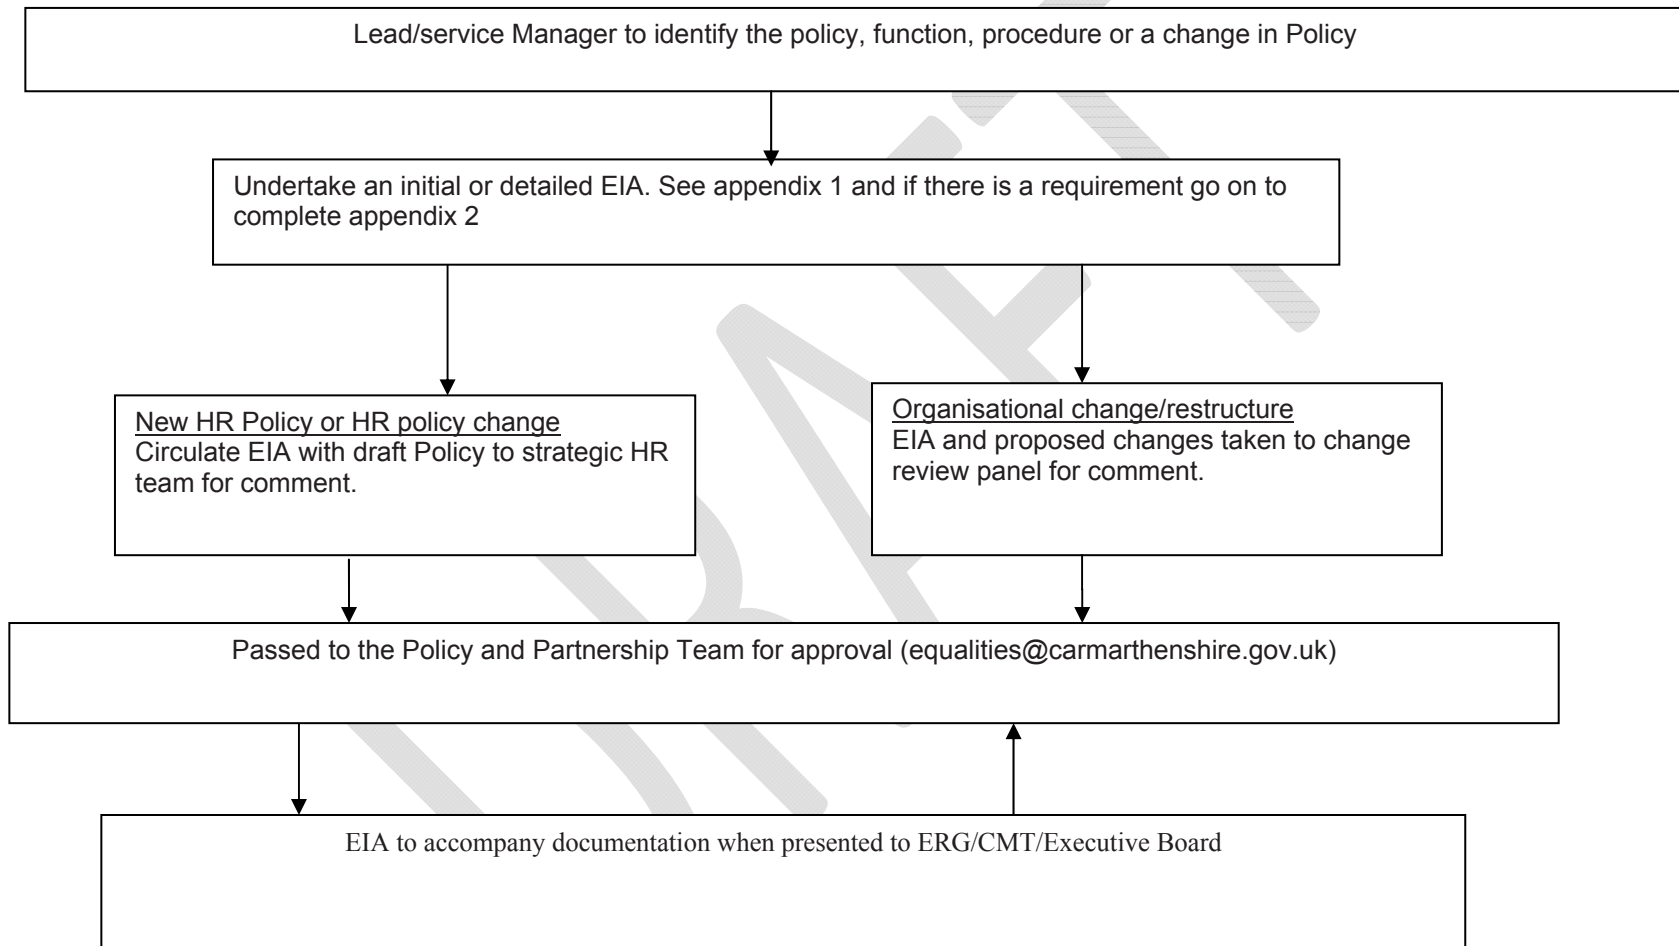 Lead/service Manager to identify the policy, function, procedure or a change in Policy
Undertake an initial or detailed EIA. See appendix 1 and if there is a requirement go on to
complete appendix 2
New HR Policy or HR policy change
Circulate EIA with draft Policy to strategic HR
team for comment.
Organisational change/restructure
EIA and proposed changes taken to change
review panel for comment.
Passed to the Policy and Partnership Team for approval (equalities@carmarthenshire.gov.uk)
EIA to accompany documentation when presented to ERG/CMT/Executive Board
DRAFT